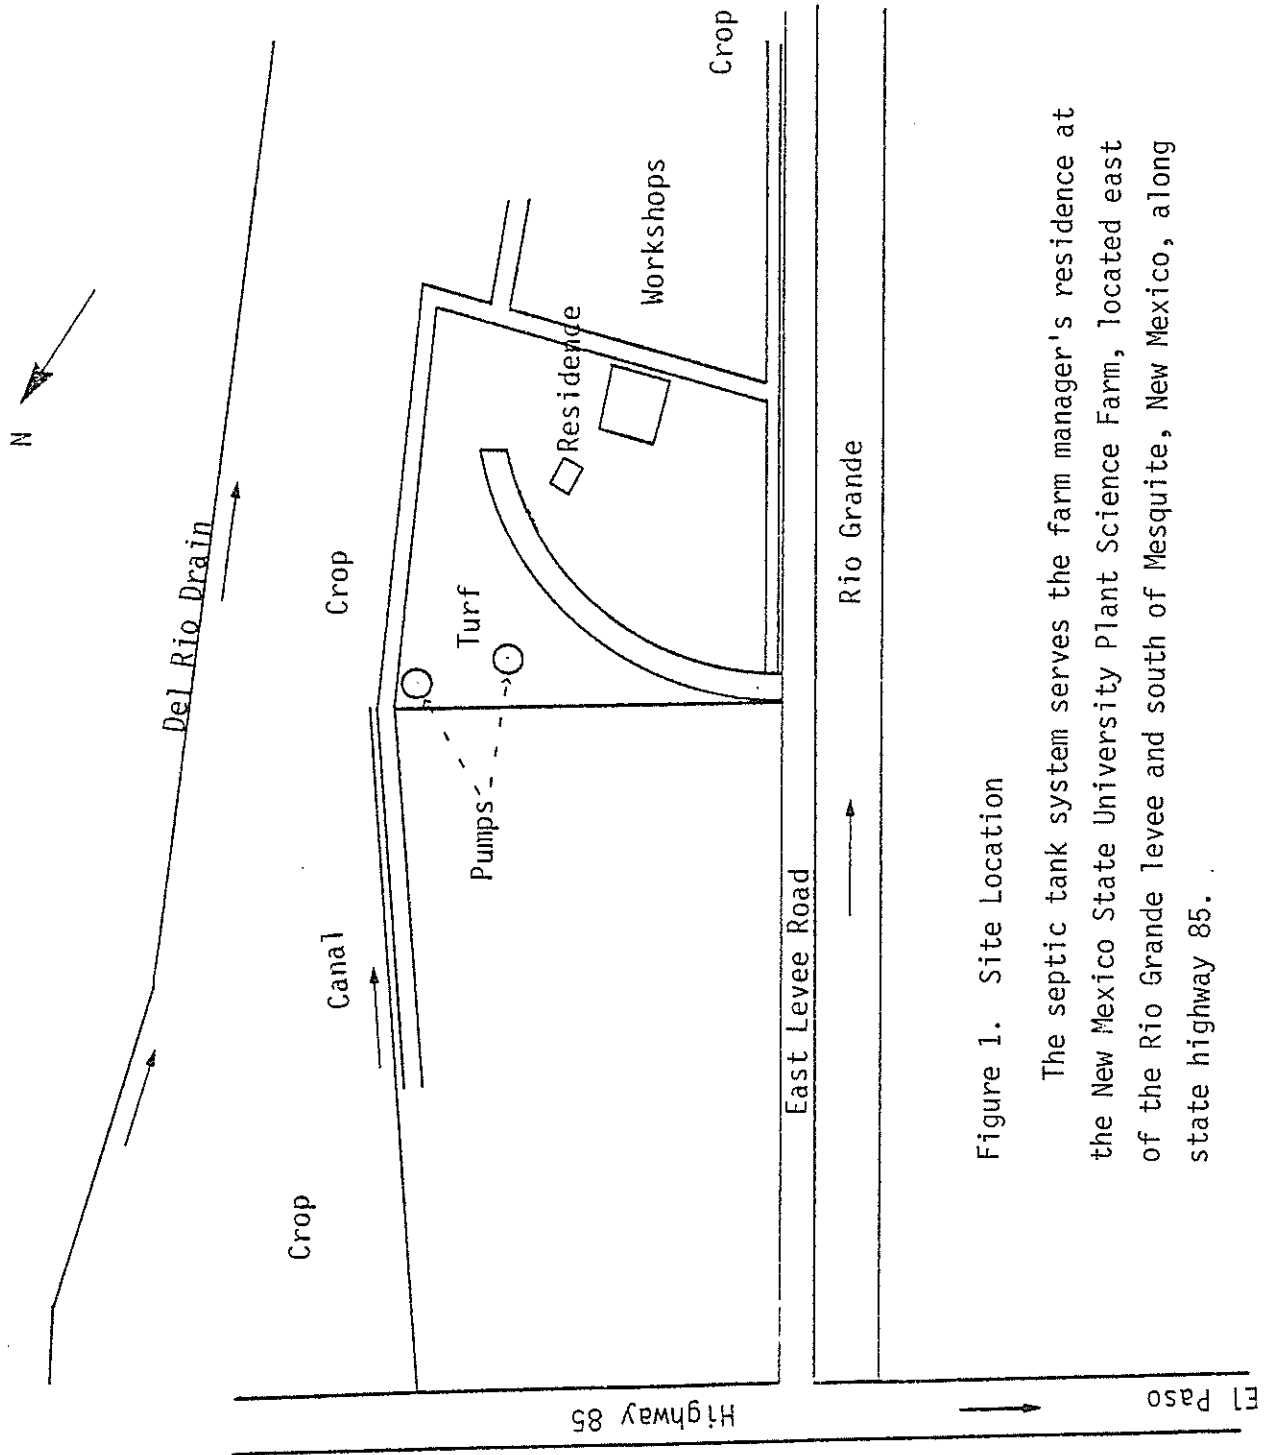 N
Del Rio Drain
Crop
Canal
Crop
Crop
Turf
Pumps
Residence
Workshops
East Levee Road
Rio Grande
Highway 85
El Paso
Figure 1. Site Location
The septic tank system serves the farm manager's residence at
the New Mexico State University Plant Science Farm, located east
of the Rio Grande levee and south of Mesquite, New Mexico, along
state highway 85.